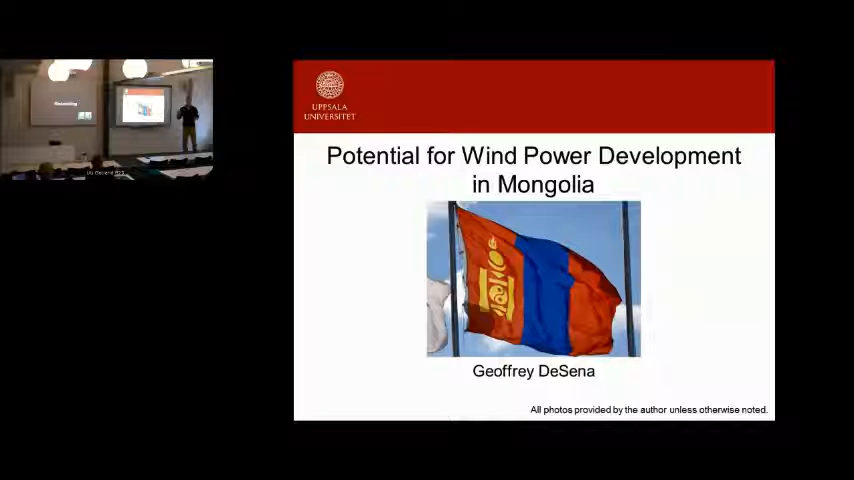 UPPSALA
UNIVERSITET
Potential for Wind Power Development
in Mongolia
Geoffrey DeSena
All photos provided by the author unless otherwise noted.
Recording